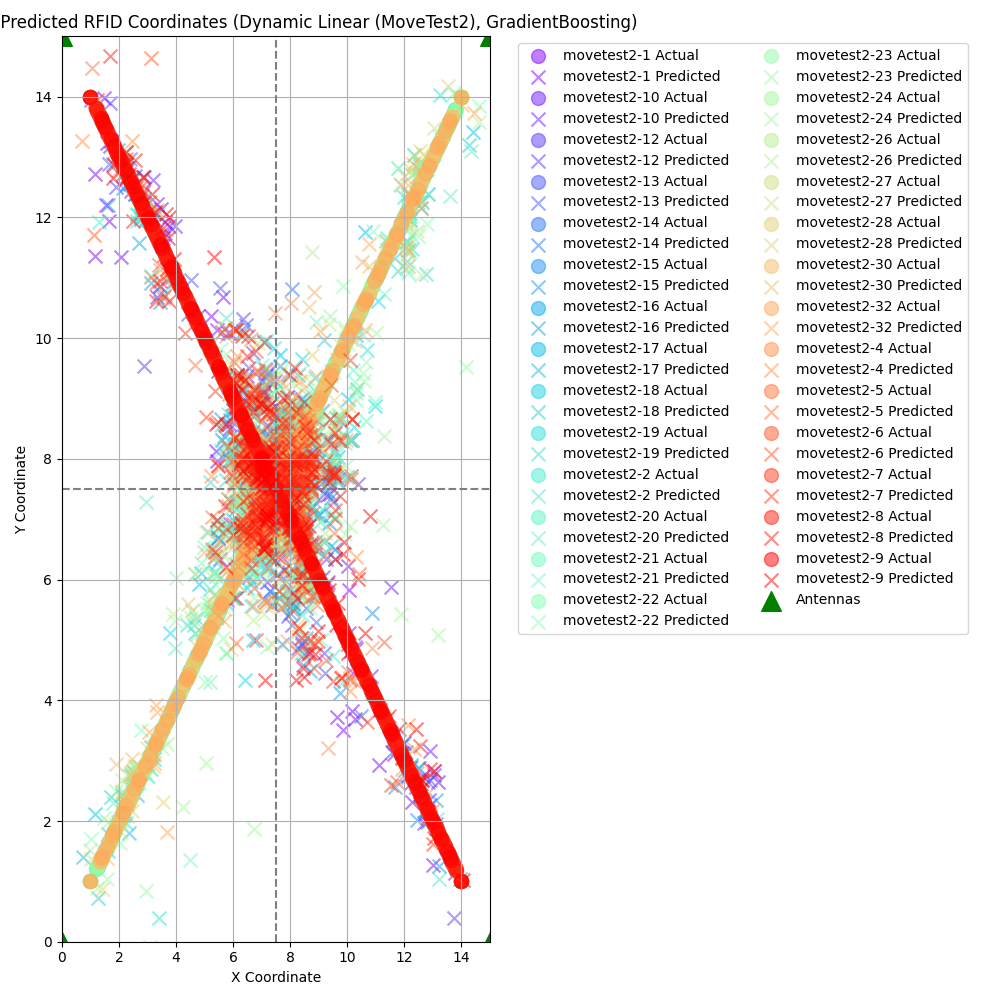 Predicted RFID Coordinates (Dynamic Linear (MoveTest2), GradientBoosting)
14
12
10
8
6
4
2
0
Y Coordinate
0 2 4 6 8 10 12 14
X Coordinate
movetest2-1 Actual
movetest2-1 Predicted
movetest2-10 Actual
movetest2-10 Predicted
movetest2-12 Actual
movetest2-12 Predicted
movetest2-13 Actual
movetest2-13 Predicted
movetest2-14 Actual
movetest2-14 Predicted
movetest2-15 Actual
movetest2-15 Predicted
movetest2-16 Actual
movetest2-16 Predicted
movetest2-17 Actual
movetest2-17 Predicted
movetest2-18 Actual
movetest2-18 Predicted
movetest2-19 Actual
movetest2-19 Predicted
movetest2-2 Actual
movetest2-2 Predicted
movetest2-20 Actual
movetest2-20 Predicted
movetest2-21 Actual
movetest2-21 Predicted
movetest2-22 Actual
movetest2-22 Predicted
movetest2-23 Actual
movetest2-23 Predicted
movetest2-24 Actual
movetest2-24 Predicted
movetest2-26 Actual
movetest2-26 Predicted
movetest2-27 Actual
movetest2-27 Predicted
movetest2-28 Actual
movetest2-28 Predicted
movetest2-30 Actual
movetest2-30 Predicted
movetest2-32 Actual
movetest2-32 Predicted
movetest2-4 Actual
movetest2-4 Predicted
movetest2-5 Actual
movetest2-5 Predicted
movetest2-6 Actual
movetest2-6 Predicted
movetest2-7 Actual
movetest2-7 Predicted
movetest2-8 Actual
movetest2-8 Predicted
movetest2-9 Actual
movetest2-9 Predicted
Antennas